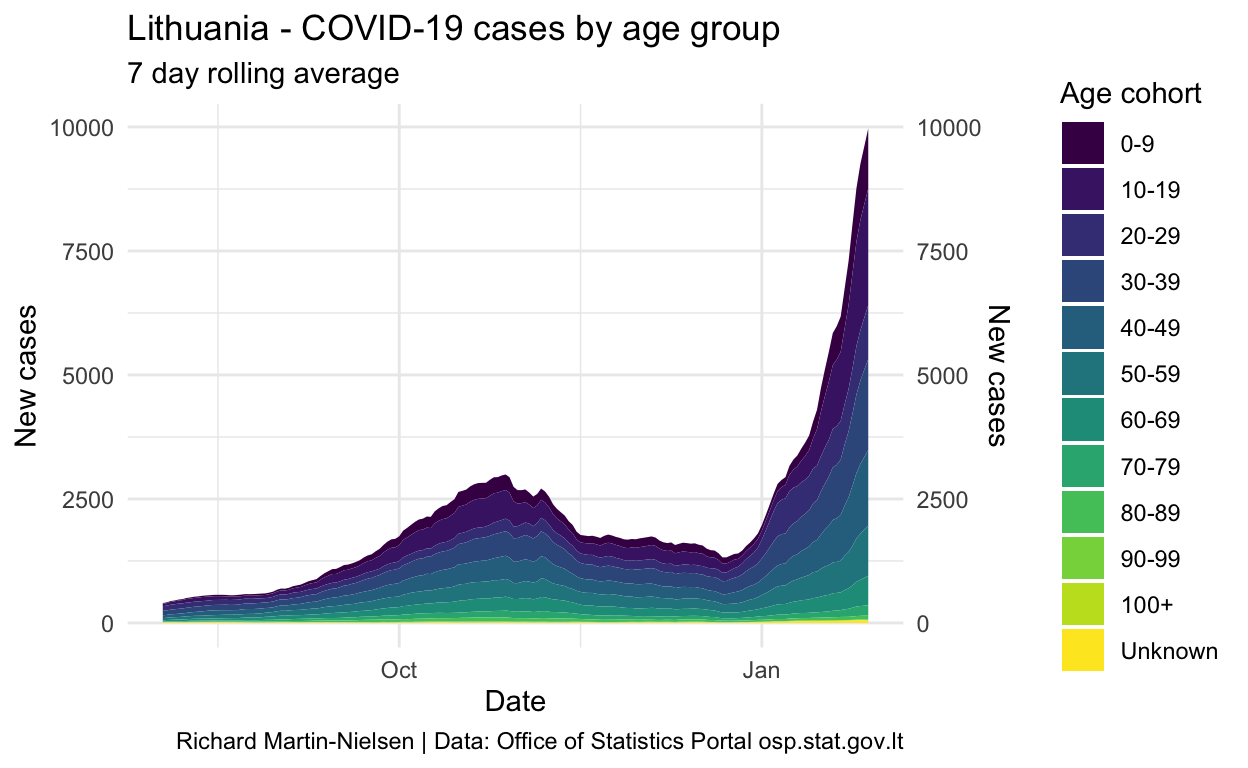 Lithuania - COVID-19 cases by age group
7 day rolling average
New cases
10000
7500
5000
2500
0
10000
7500
5000
2500
0
New cases
Oct
Jan
Date
Age cohort
0-9
10-19
20-29
30-39
40-49
50-59
60-69
70-79
80-89
90-99
100+
Unknown
Richard Martin-Nielsen | Data: Office of Statistics Portal osp.stat.gov.lt